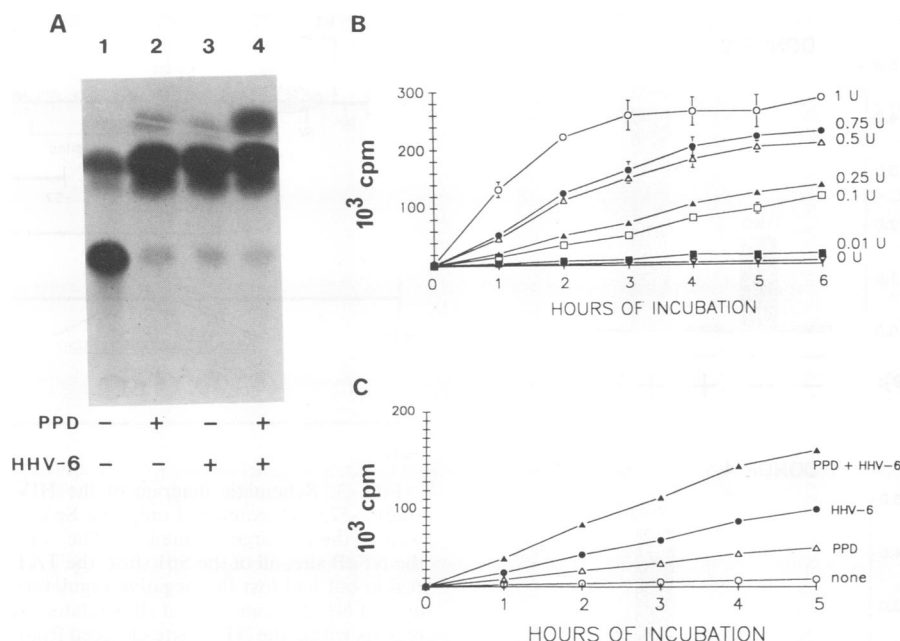 A
1 2 3 4
PPD - + - +
HHV-6 - - + +
B
10³ cpm
300
200
100
1 U
0.75 U
0.5 U
0.25 U
0.1 U
0.01 U
0 U
0 1 2 3 4 5 6
HOURS OF INCUBATION
C
10³ cpm
200
100
0
PPD + HHV-6
HHV-6
PPD
none
0 1 2 3 4 5
HOURS OF INCUBATION